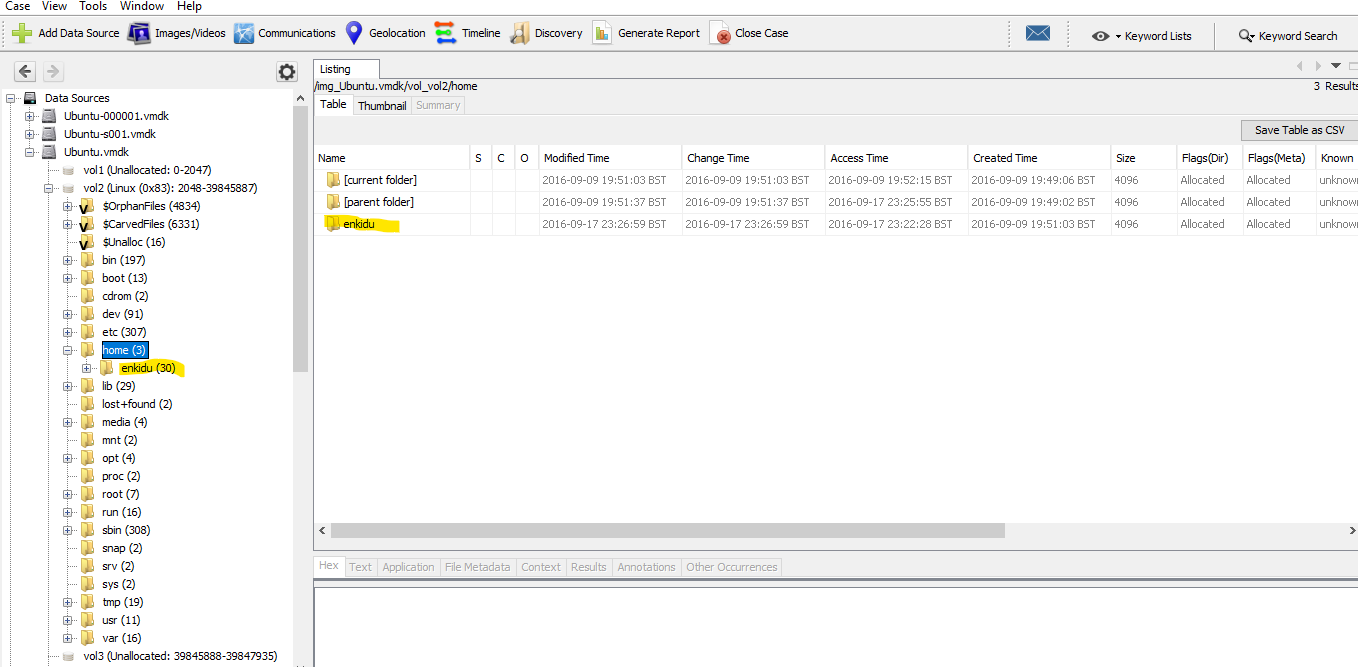 Case View Tools Window Help
Add Data Source Images/Videos Communications Geolocation Timeline Discovery Generate Report Close Case Keyword Lists Keyword Search
Listing
/img_Ubuntu.vmdk/vol_vol2/home
3 Results
Table Thumbnail Summary
Save Table as CSV
Name S C O Modified Time Change Time Access Time Created Time Size Flags(Dir) Flags(Meta) Known
[current folder] 2016-09-09 19:51:03 BST 2016-09-09 19:51:03 BST 2016-09-09 19:52:15 BST 2016-09-09 19:49:06 BST 4096 Allocated Allocated unknow
[parent folder] 2016-09-09 19:51:37 BST 2016-09-09 19:51:37 BST 2016-09-17 23:25:55 BST 2016-09-09 19:49:02 BST 4096 Allocated Allocated unknow
enkidu 2016-09-17 23:26:59 BST 2016-09-17 23:26:59 BST 2016-09-17 23:22:28 BST 2016-09-09 19:51:03 BST 4096 Allocated Allocated unknow
Data Sources
Ubuntu-000001.vmdk
Ubuntu-s001.vmdk
Ubuntu.vmdk
vol1 (Unallocated: 0-2047)
vol2 (Linux (0x83): 2048-39845887)
$OrphanFiles (4834)
$CarvedFiles (6331)
$Unalloc (16)
bin (197)
boot (13)
cdrom (2)
dev (91)
etc (307)
home (3)
enkidu (30)
lib (29)
lost+found (2)
media (4)
mnt (2)
opt (4)
proc (2)
root (7)
run (16)
sbin (308)
snap (2)
srv (2)
sys (2)
tmp (19)
usr (11)
var (16)
vol3 (Unallocated: 39845888-39847935)
Hex Text Application File Metadata Context Results Annotations Other Occurrences